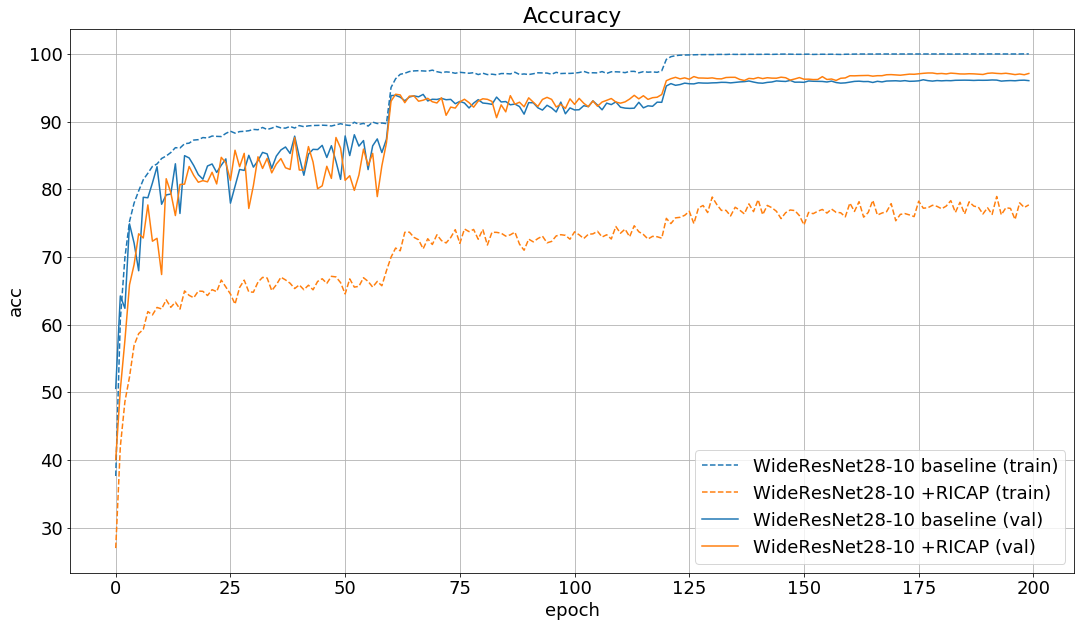 Accuracy
100
90
80
70
60
50
40
30
acc
0 25 50 75 100 125 150 175 200
epoch
WideResNet28-10 baseline (train)
WideResNet28-10 +RICAP (train)
WideResNet28-10 baseline (val)
WideResNet28-10 +RICAP (val)